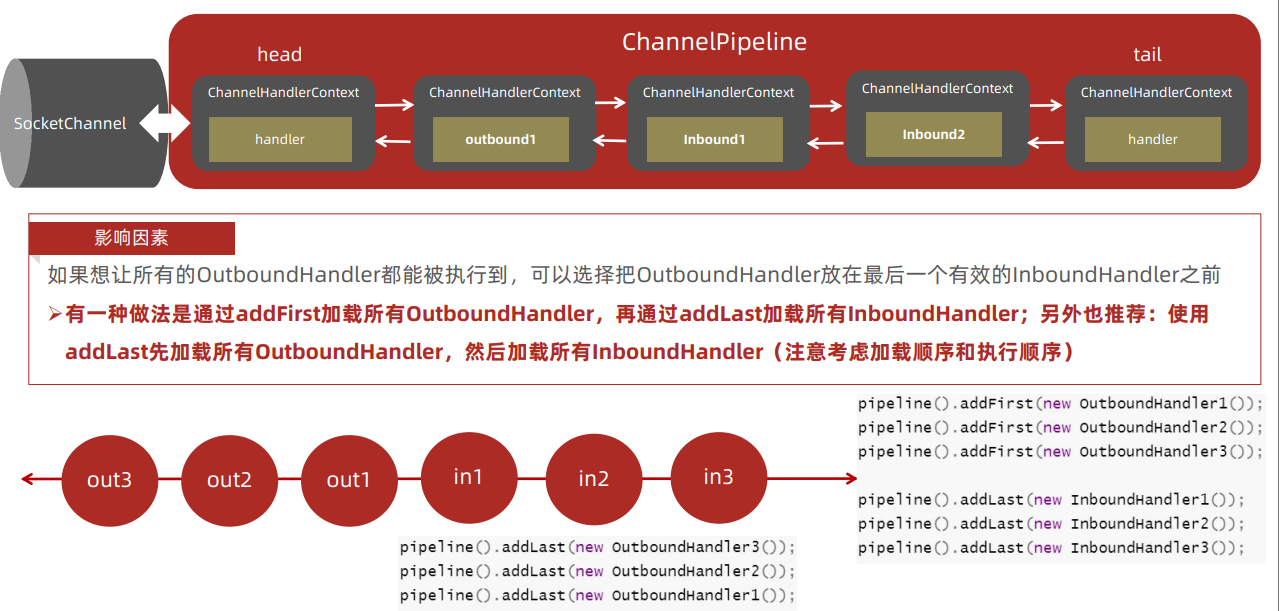 ChannelPipeline
head
tail
SocketChannel
ChannelHandlerContext
handler
ChannelHandlerContext
outbound1
ChannelHandlerContext
Inbound1
ChannelHandlerContext
Inbound2
ChannelHandlerContext
handler
影响因素
如果想让所有的OutboundHandler都能被执行到，可以选择把OutboundHandler放在最后一个有效的InboundHandler之前
➢有一种做法是通过addFirst加载所有OutboundHandler，再通过addLast加载所有InboundHandler；另外也推荐：使用
addLast先加载所有OutboundHandler，然后加载所有InboundHandler（注意考虑加载顺序和执行顺序）
out3
out2
out1
in1
in2
in3
pipeline().addFirst(new OutboundHandler1());
pipeline().addFirst(new OutboundHandler2());
pipeline().addFirst(new OutboundHandler3());
pipeline().addLast(new InboundHandler1());
pipeline().addLast(new InboundHandler2());
pipeline().addLast(new InboundHandler3());
pipeline().addLast(new OutboundHandler3());
pipeline().addLast(new OutboundHandler2());
pipeline().addLast(new OutboundHandler1());